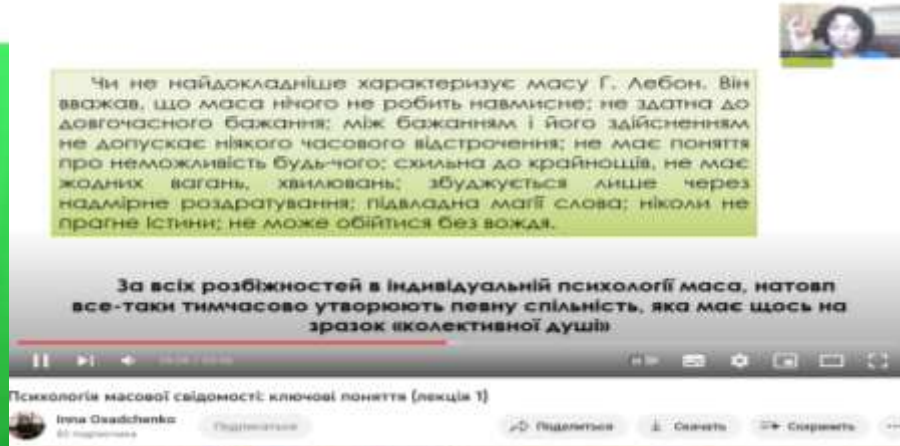 Чи не найдокладніше характеризує масу Г. Лебон. Він
вважав, що маса нічого не робить навмисне; не здатна до
довгочасного бажання; між бажанням і його здійсненням
не допускає ніякого часового відстрочення; не має поняття
про неможливість будь-чого; схильна до крайнощів, не має
жодних вагань, хвилювань; збуджується лише через
надмірне роздратування; підвладна магії слова; ніколи не
прагне істини; не може обійтися без вождя.
За всіх розбіжностей в індивідуальній психології маса, натовп
все-таки тимчасово утворюють певну спільність, яка має щось на
зразок «колективної душі»
Психологія масової свідомості: ключові поняття (лекція 1)
Inna Osadchenko
Подписаться
Поделиться
Скачать
Сохранить